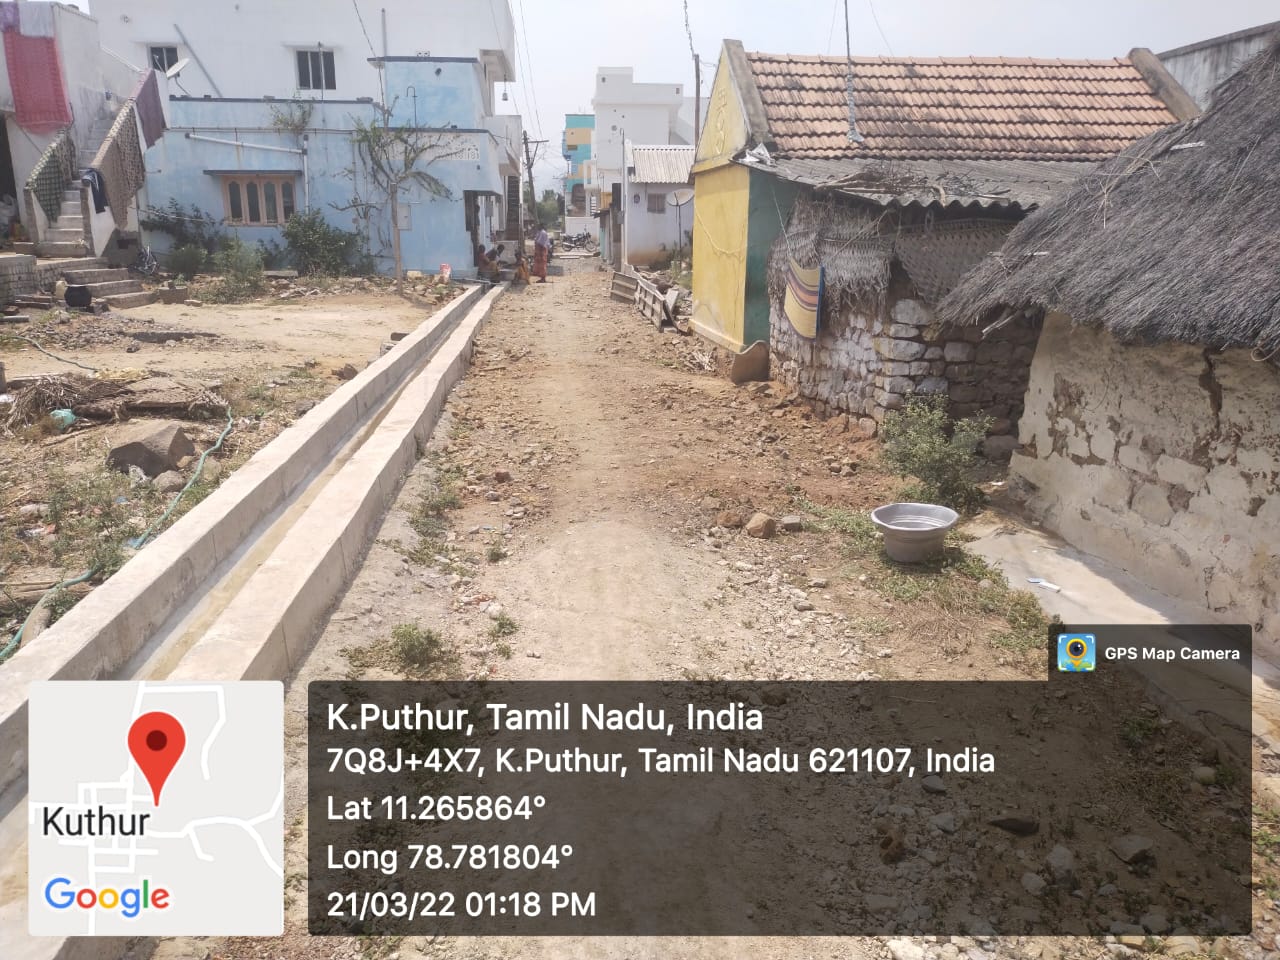 GPS Map Camera
K.Puthur, Tamil Nadu, India
7Q8J+4X7, K.Puthur, Tamil Nadu 621107, India
Lat 11.265864°
Long 78.781804°
21/03/22 01:18 PM
Kuthur
Google